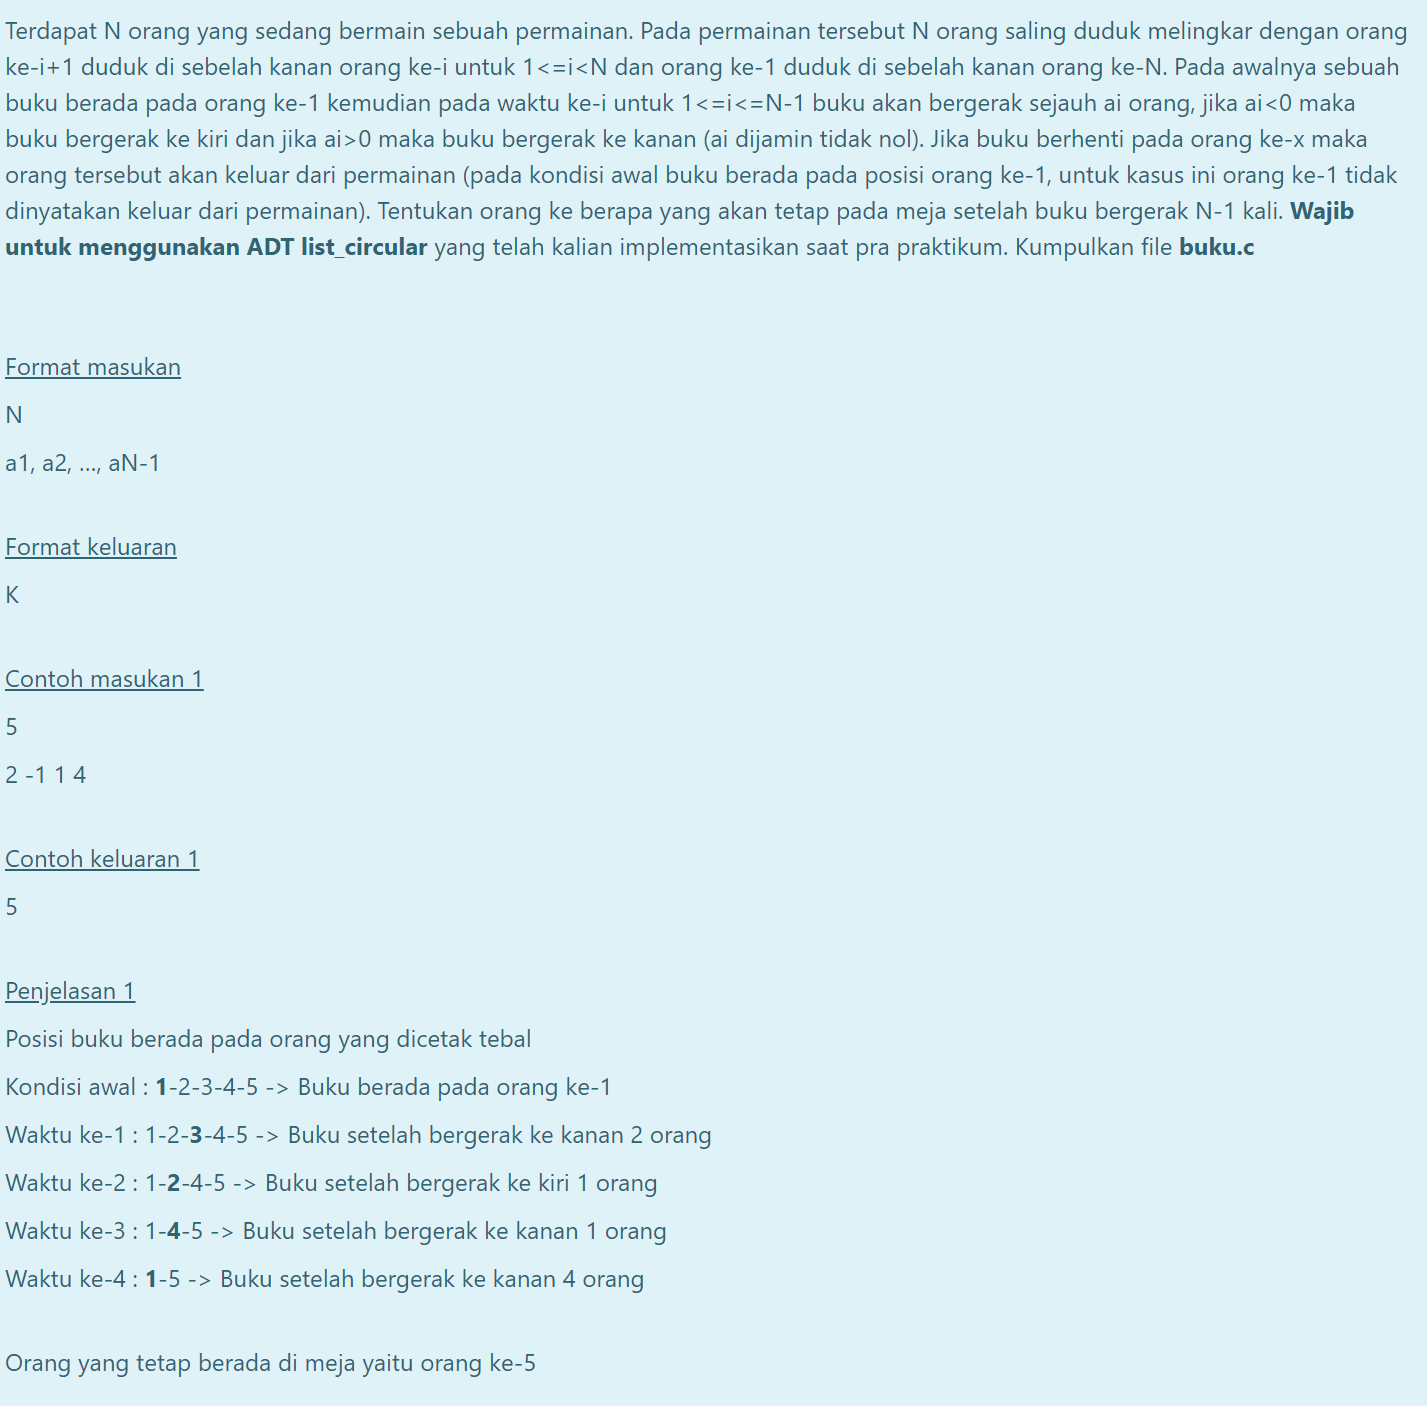 Terdapat N orang yang sedang bermain sebuah permainan. Pada permainan tersebut N orang saling duduk melingkar dengan orang
ke-i+1 duduk di sebelah kanan orang ke-i untuk 1<=i<N dan orang ke-1 duduk di sebelah kanan orang ke-N. Pada awalnya sebuah
buku berada pada orang ke-1 kemudian pada waktu ke-i untuk 1<=i<=N-1 buku akan bergerak sejauh ai orang, jika ai<0 maka
buku bergerak ke kiri dan jika ai>0 maka buku bergerak ke kanan (ai dijamin tidak nol). Jika buku berhenti pada orang ke-x maka
orang tersebut akan keluar dari permainan (pada kondisi awal buku berada pada posisi orang ke-1, untuk kasus ini orang ke-1 tidak
dinyatakan keluar dari permainan). Tentukan orang ke berapa yang akan tetap pada meja setelah buku bergerak N-1 kali. Wajib
untuk menggunakan ADT list_circular yang telah kalian implementasikan saat pra praktikum. Kumpulkan file buku.c
Format masukan
N
a1, a2, ..., aN-1
Format keluaran
K
Contoh masukan 1
5
2 -1 1 4
Contoh keluaran 1
5
Penjelasan 1
Posisi buku berada pada orang yang dicetak tebal
Kondisi awal : 1-2-3-4-5 -> Buku berada pada orang ke-1
Waktu ke-1 : 1-2-3-4-5 -> Buku setelah bergerak ke kanan 2 orang
Waktu ke-2 : 1-2-4-5 -> Buku setelah bergerak ke kiri 1 orang
Waktu ke-3 : 1-4-5 -> Buku setelah bergerak ke kanan 1 orang
Waktu ke-4 : 1-5 -> Buku setelah bergerak ke kanan 4 orang
Orang yang tetap berada di meja yaitu orang ke-5